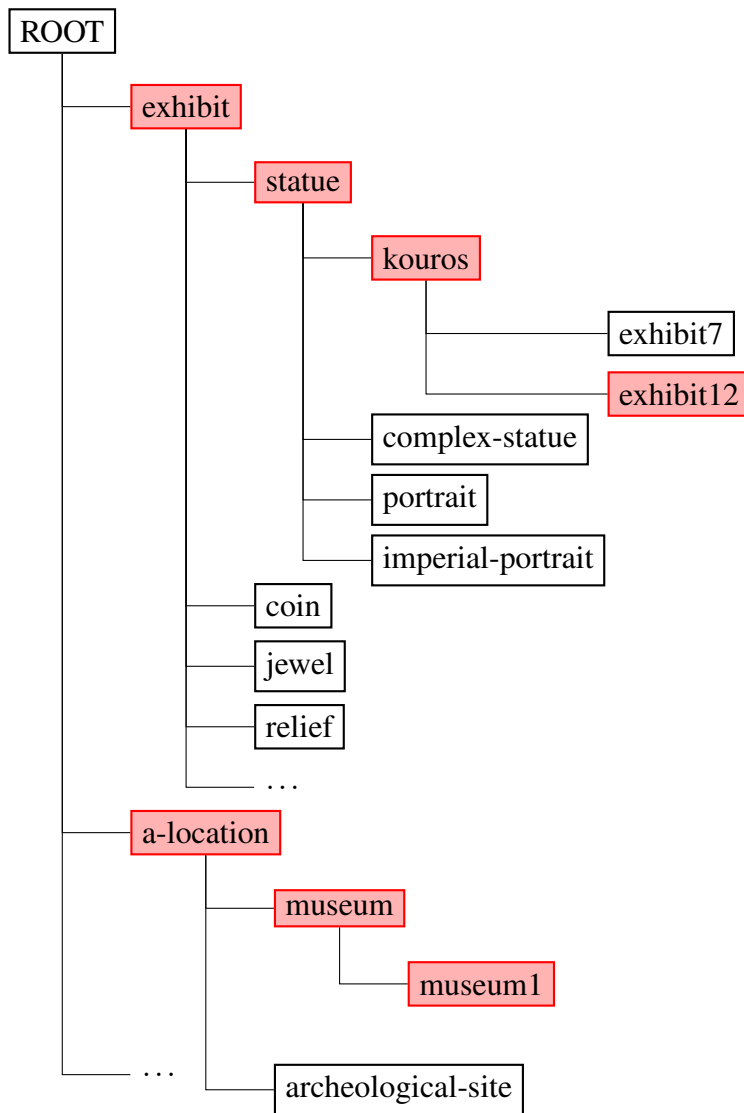 ROOT
exhibit
statue
kouros
exhibit7
exhibit12
complex-statue
portrait
imperial-portrait
coin
jewel
relief
...
a-location
museum
museum1
...
archeological-site